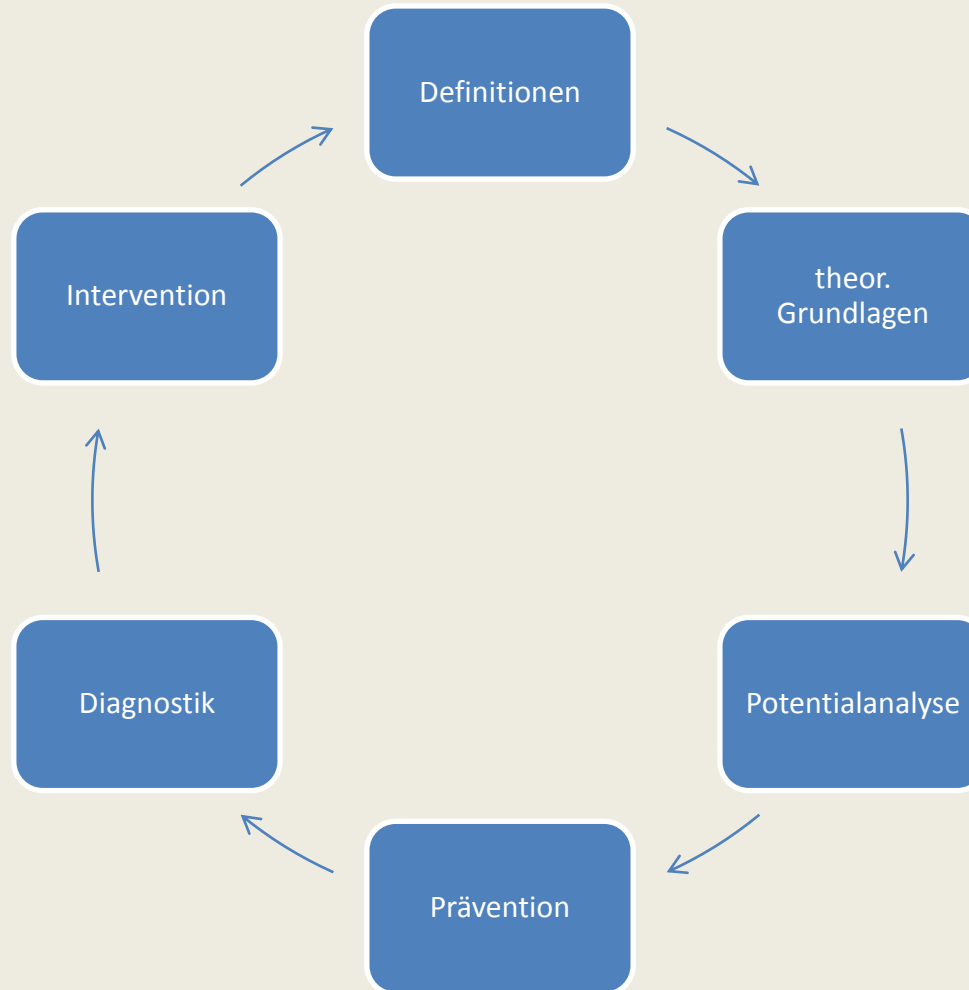 Definitionen
theor.
Grundlagen
Potentialanalyse
Prävention
Diagnostik
Intervention